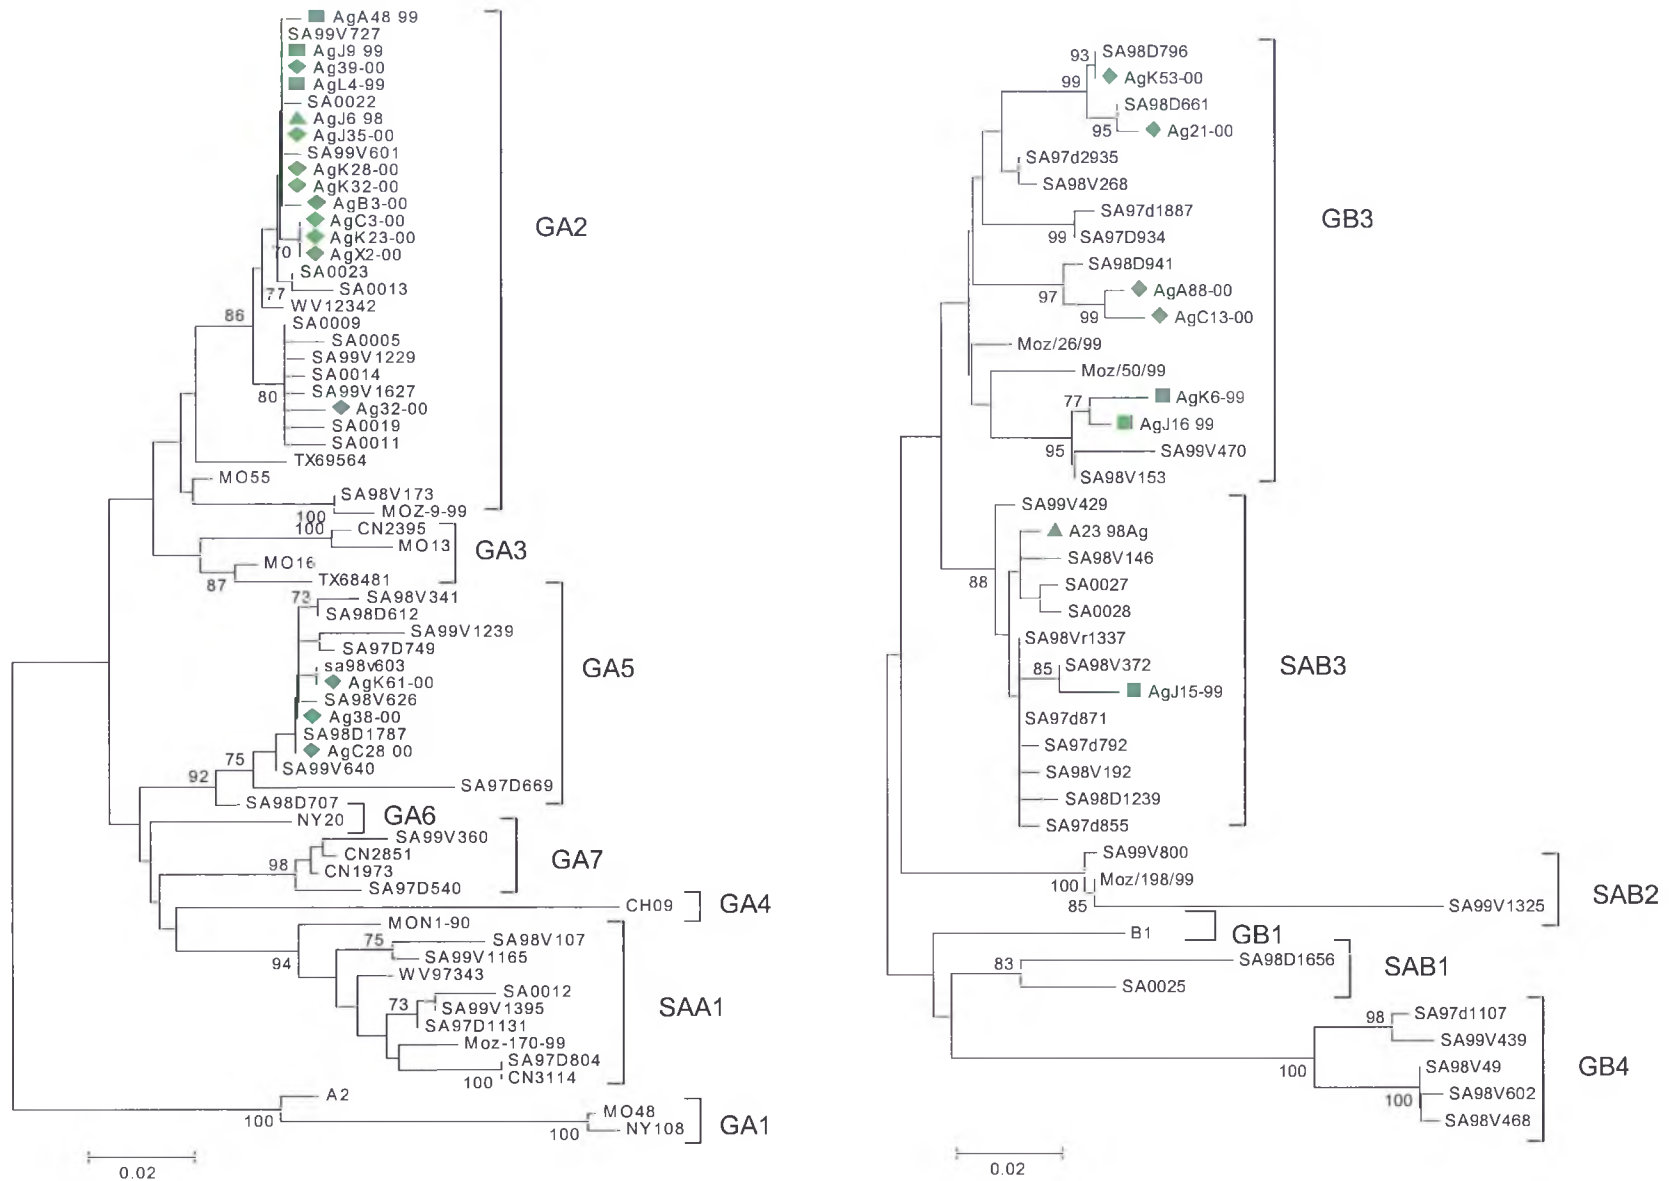 AgA48 99
SA99V727
AgJ9 99
Ag39-00
AgL4-99
SA0022
AgJ6 98
AgJ35-00
SA99V601
AgK28-00
AgK32-00
AgB3-00
AgC3-00
AgK23-00
70
AgX2-00
SA0023
77
SA0013
WV12342
86
SA0009
SA0005
SA99V1229
SA0014
80
SA99V1627
Ag32-00
SA0019
SA0011
TX69564
MO55
SA98V173
100
MOZ-9-99
GA2
100
CN2395
MO13
MO16
87
TX68481
GA3
73
SA98V341
SA98D612
SA99V1239
SA97D749
sa98v603
AgK61-00
SA98V626
Ag38-00
SA98D1787
AgC28 00
75
SA99V640
92
SA97D669
GA5
SA98D707
NY20
GA6
SA99V360
CN2851
98
CN1973
SA97D540
GA7
CH09
GA4
MON1-90
75
SA98V107
94
SA99V1165
WV97343
SA0012
73
SA99V1395
SA97D1131
Moz-170-99
SA97D804
100
CN3114
SAA1
A2
100
MO48
100
NY108
GA1
0.02
93
SA98D796
99
AgK53-00
SA98D661
95
Ag21-00
SA97d2935
SA98V268
SA97d1887
99
SA97D934
SA98D941
97
AgA88-00
99
AgC13-00
Moz/26/99
Moz/50/99
77
AgK6-99
AgJ16 99
95
SA99V470
SA98V153
GB3
SA99V429
A23 98Ag
SA98V146
88
SA0027
SA0028
SA98Vr1337
85
SA98V372
AgJ15-99
SA97d871
SA97d792
SA98V192
SA98D1239
SA97d855
SAB3
SA99V800
100
Moz/198/99
85
SA99V1325
SAB2
B1
GB1
83
SA98D1656
SA0025
SAB1
98
SA97d1107
SA99V439
100
SA98V49
100
SA98V602
SA98V468
GB4
0.02